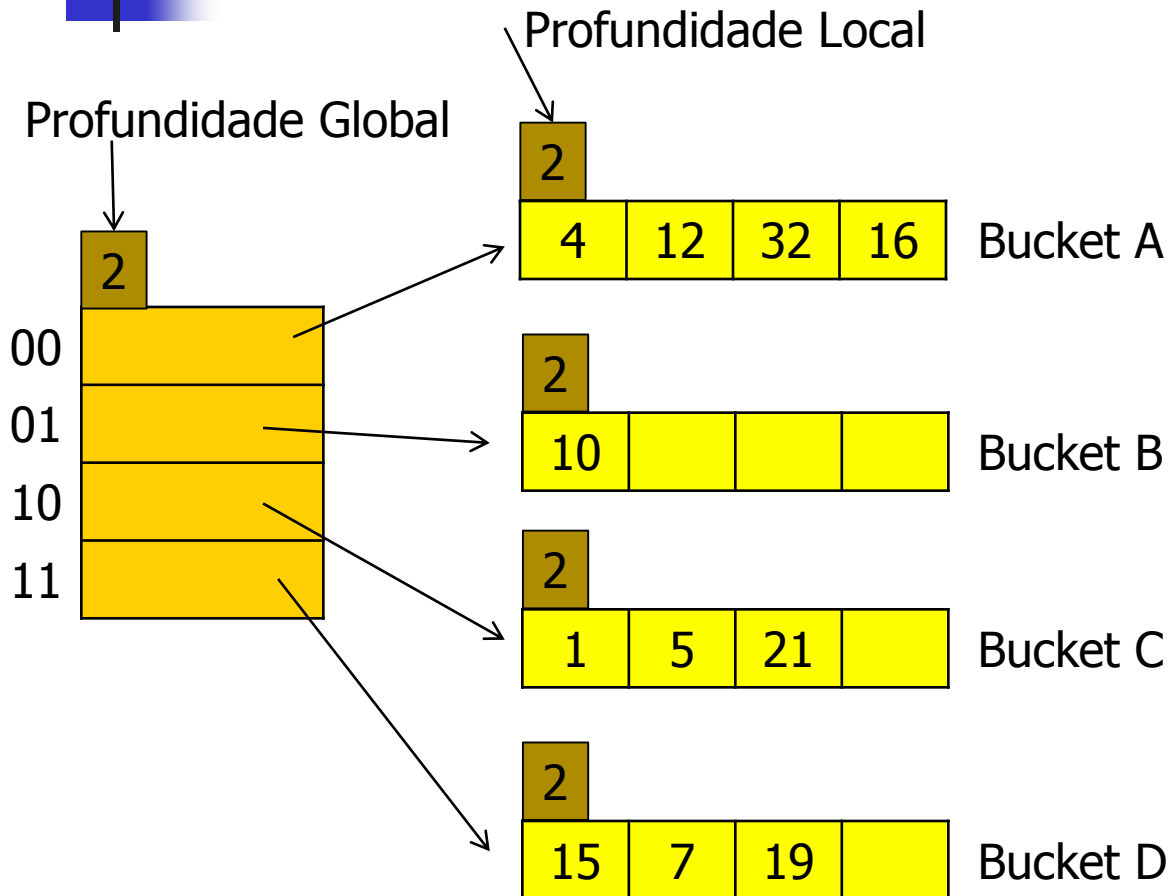 Profundidade Local
Profundidade Global
2
4 12 32 16 Bucket A
2
00
2
01
10 Bucket B
10
2
11
1 5 21 Bucket C
2
15 7 19 Bucket D